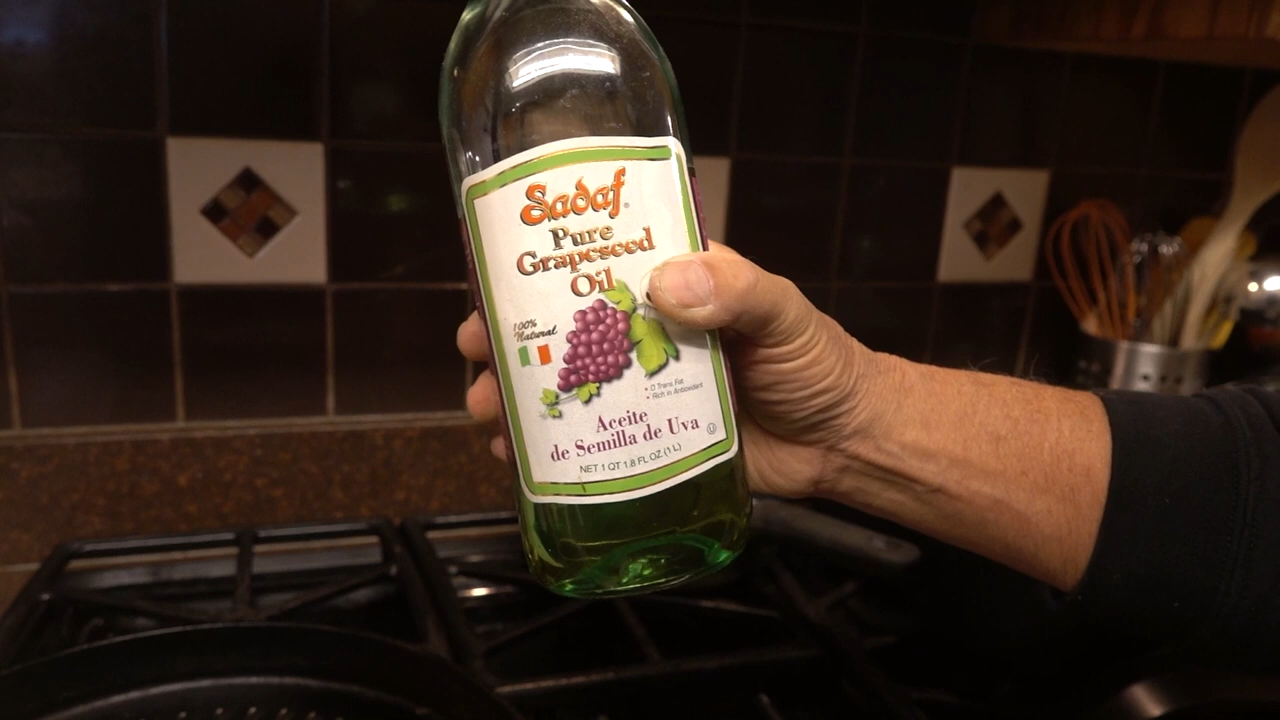 Sadaf®
Pure
Grapeseed
Oil
100%
Natural
• 0 Trans Fat
• Rich in Antioxidant
Aceite
de Semilla de Uva
U
NET 1 QT 1.8 FL OZ (1 L)